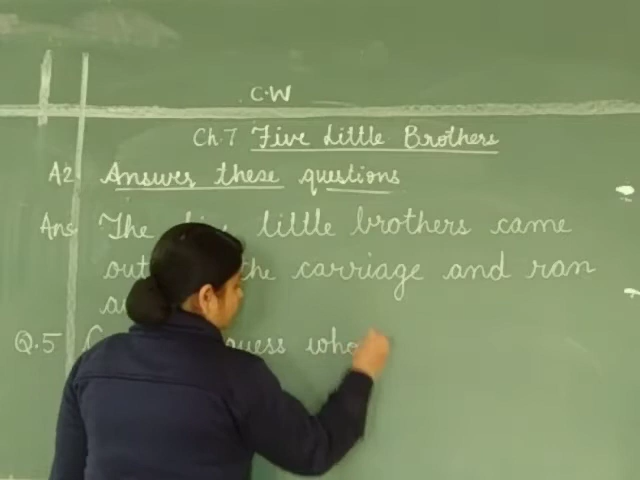 C.W
Ch.7 Five Little Brothers
A2 Answer these questions
Ans The little brothers came
out the carriage and ran
Q.5 guess who